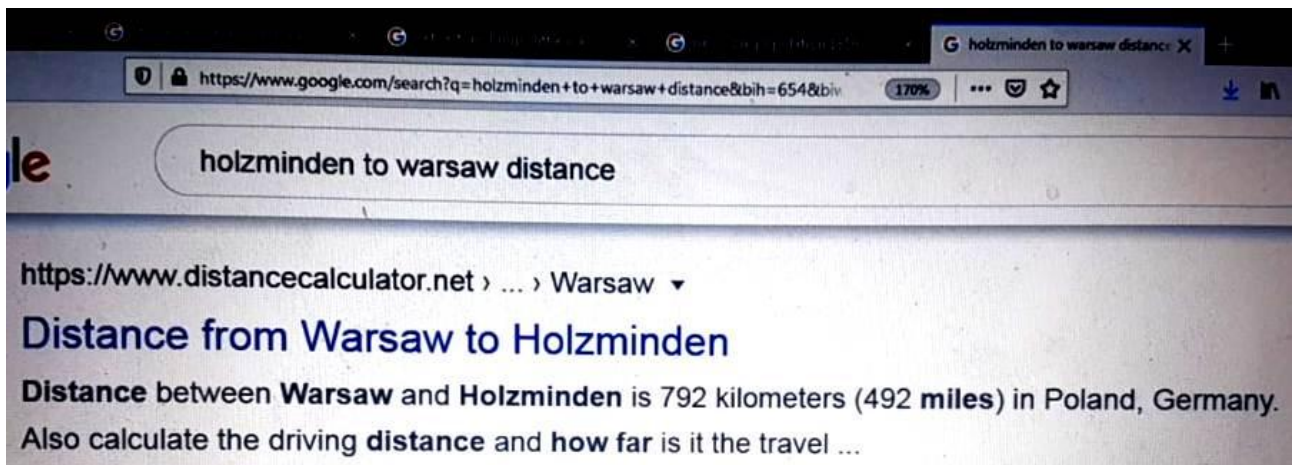 holzminden to warsaw distance
https://www.google.com/search?q=holzminden+to+warsaw+distance&bih=654&biv
170%
le
holzminden to warsaw distance
https://www.distancecalculator.net › ... › Warsaw
Distance from Warsaw to Holzminden
Distance between Warsaw and Holzminden is 792 kilometers (492 miles) in Poland, Germany.
Also calculate the driving distance and how far is it the travel ...